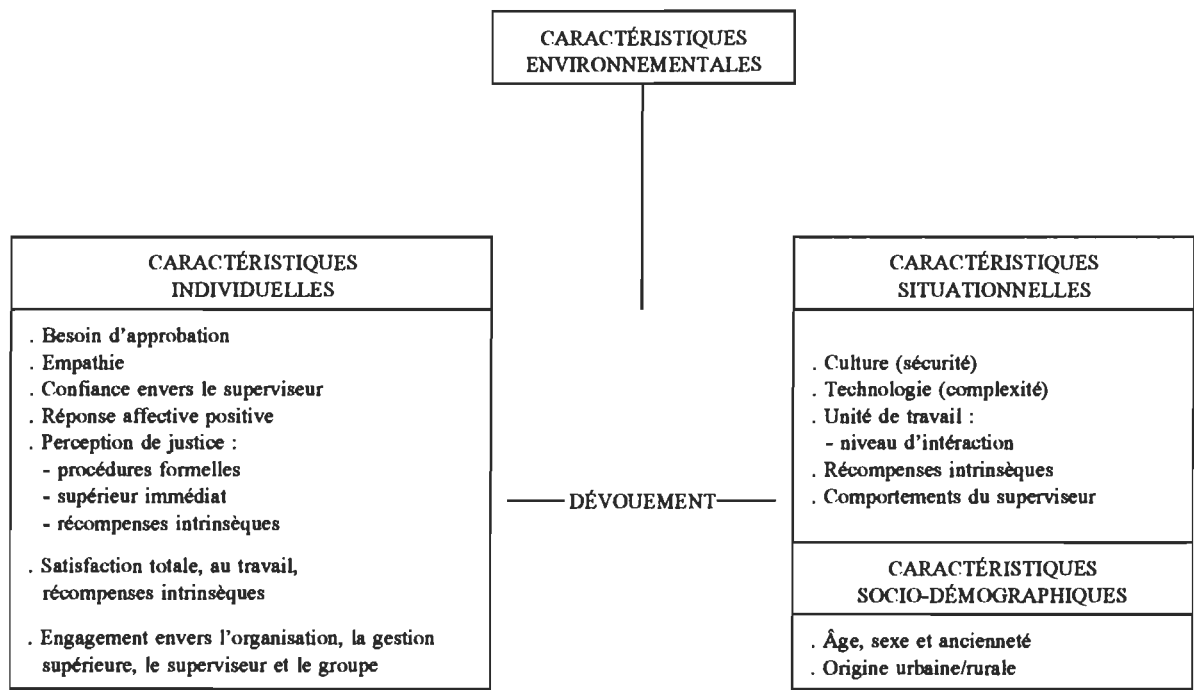 CARACTÉRISTIQUES
ENVIRONNEMENTALES
CARACTÉRISTIQUES
INDIVIDUELLES
. Besoin d'approbation
. Empathie
. Confiance envers le superviseur
. Réponse affective positive
. Perception de justice :
- procédures formelles
- supérieur immédiat
- récompenses intrinsèques
. Satisfaction totale, au travail,
récompenses intrinsèques
. Engagement envers l'organisation, la gestion
supérieure, le superviseur et le groupe
DÉVOUEMENT
CARACTÉRISTIQUES
SITUATIONNELLES
. Culture (sécurité)
. Technologie (complexité)
. Unité de travail :
- niveau d'intéraction
. Récompenses intrinsèques
. Comportements du superviseur
CARACTÉRISTIQUES
SOCIO-DÉMOGRAPHIQUES
. Âge, sexe et ancienneté
. Origine urbaine/rurale